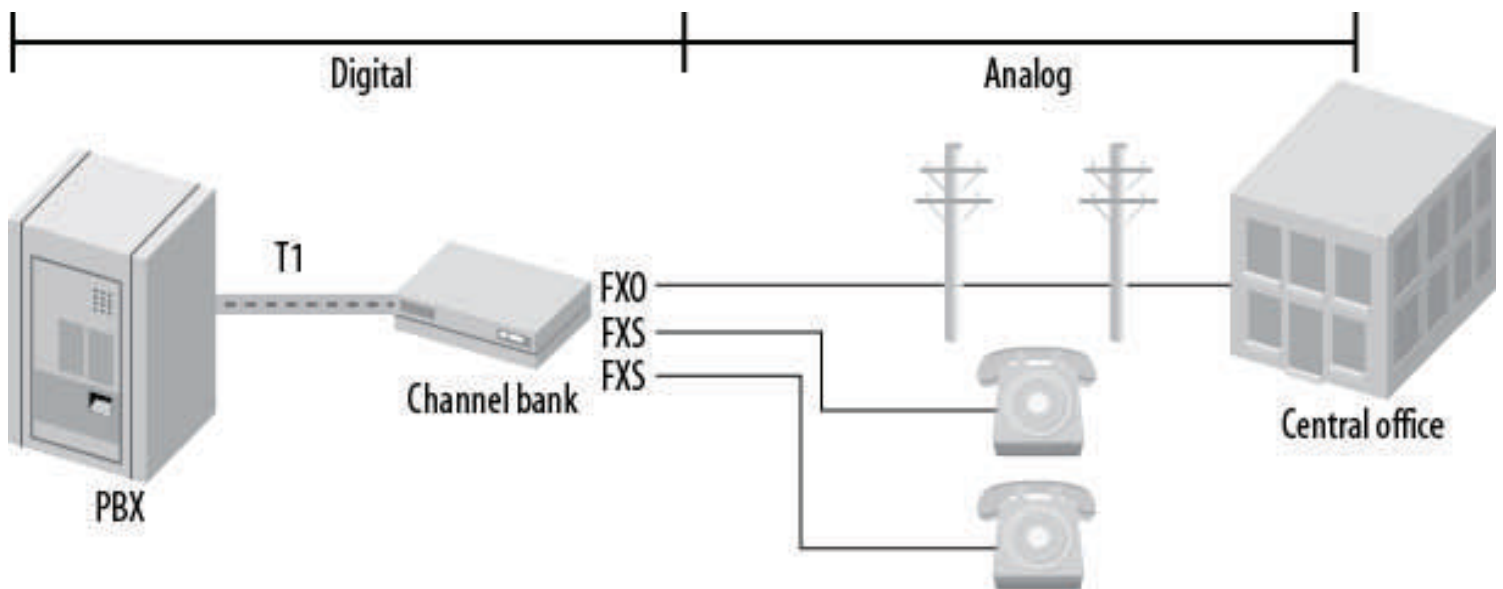 Digital
Analog
T1
FXO
FXS
FXS
Channel bank
PBX
Central office